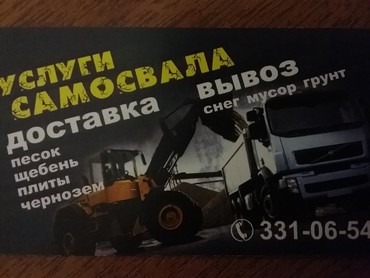 УСЛУГИ
САМОСВАЛА
доставка
песок
щебень
плиты
чернозем
вывоз
снег мусор грунт
331-06-54